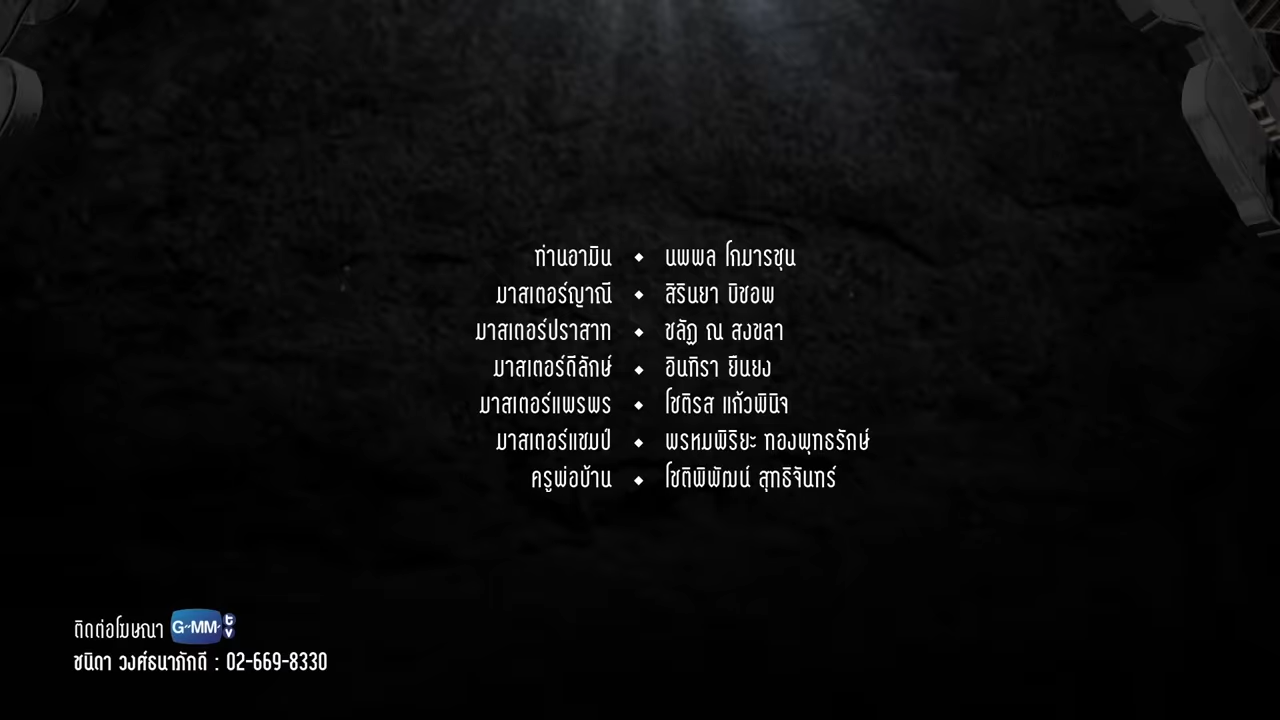 ท่านอามิน ◆ นพพล โกมารชุน
มาสเตอร์ญาณี ◆ สิรินยา บิชอพ
มาสเตอร์ปราสาท ◆ ชลัฏ ณ สงขลา
มาสเตอร์ดีลักษ์ ◆ อินทิรา ยืนยง
มาสเตอร์แพรพร ◆ โชติรส แก้วพินิจ
มาสเตอร์แชมป์ ◆ พรหมพิริยะ ทองพุทธรักษ์
ครูพ่อบ้าน ◆ โชติพิพัฒน์ สุทธิจันทร์
ติดต่อโฆษณา GMM tv
ชนิดา วงศ์ธนาภักดี : 02-669-8330